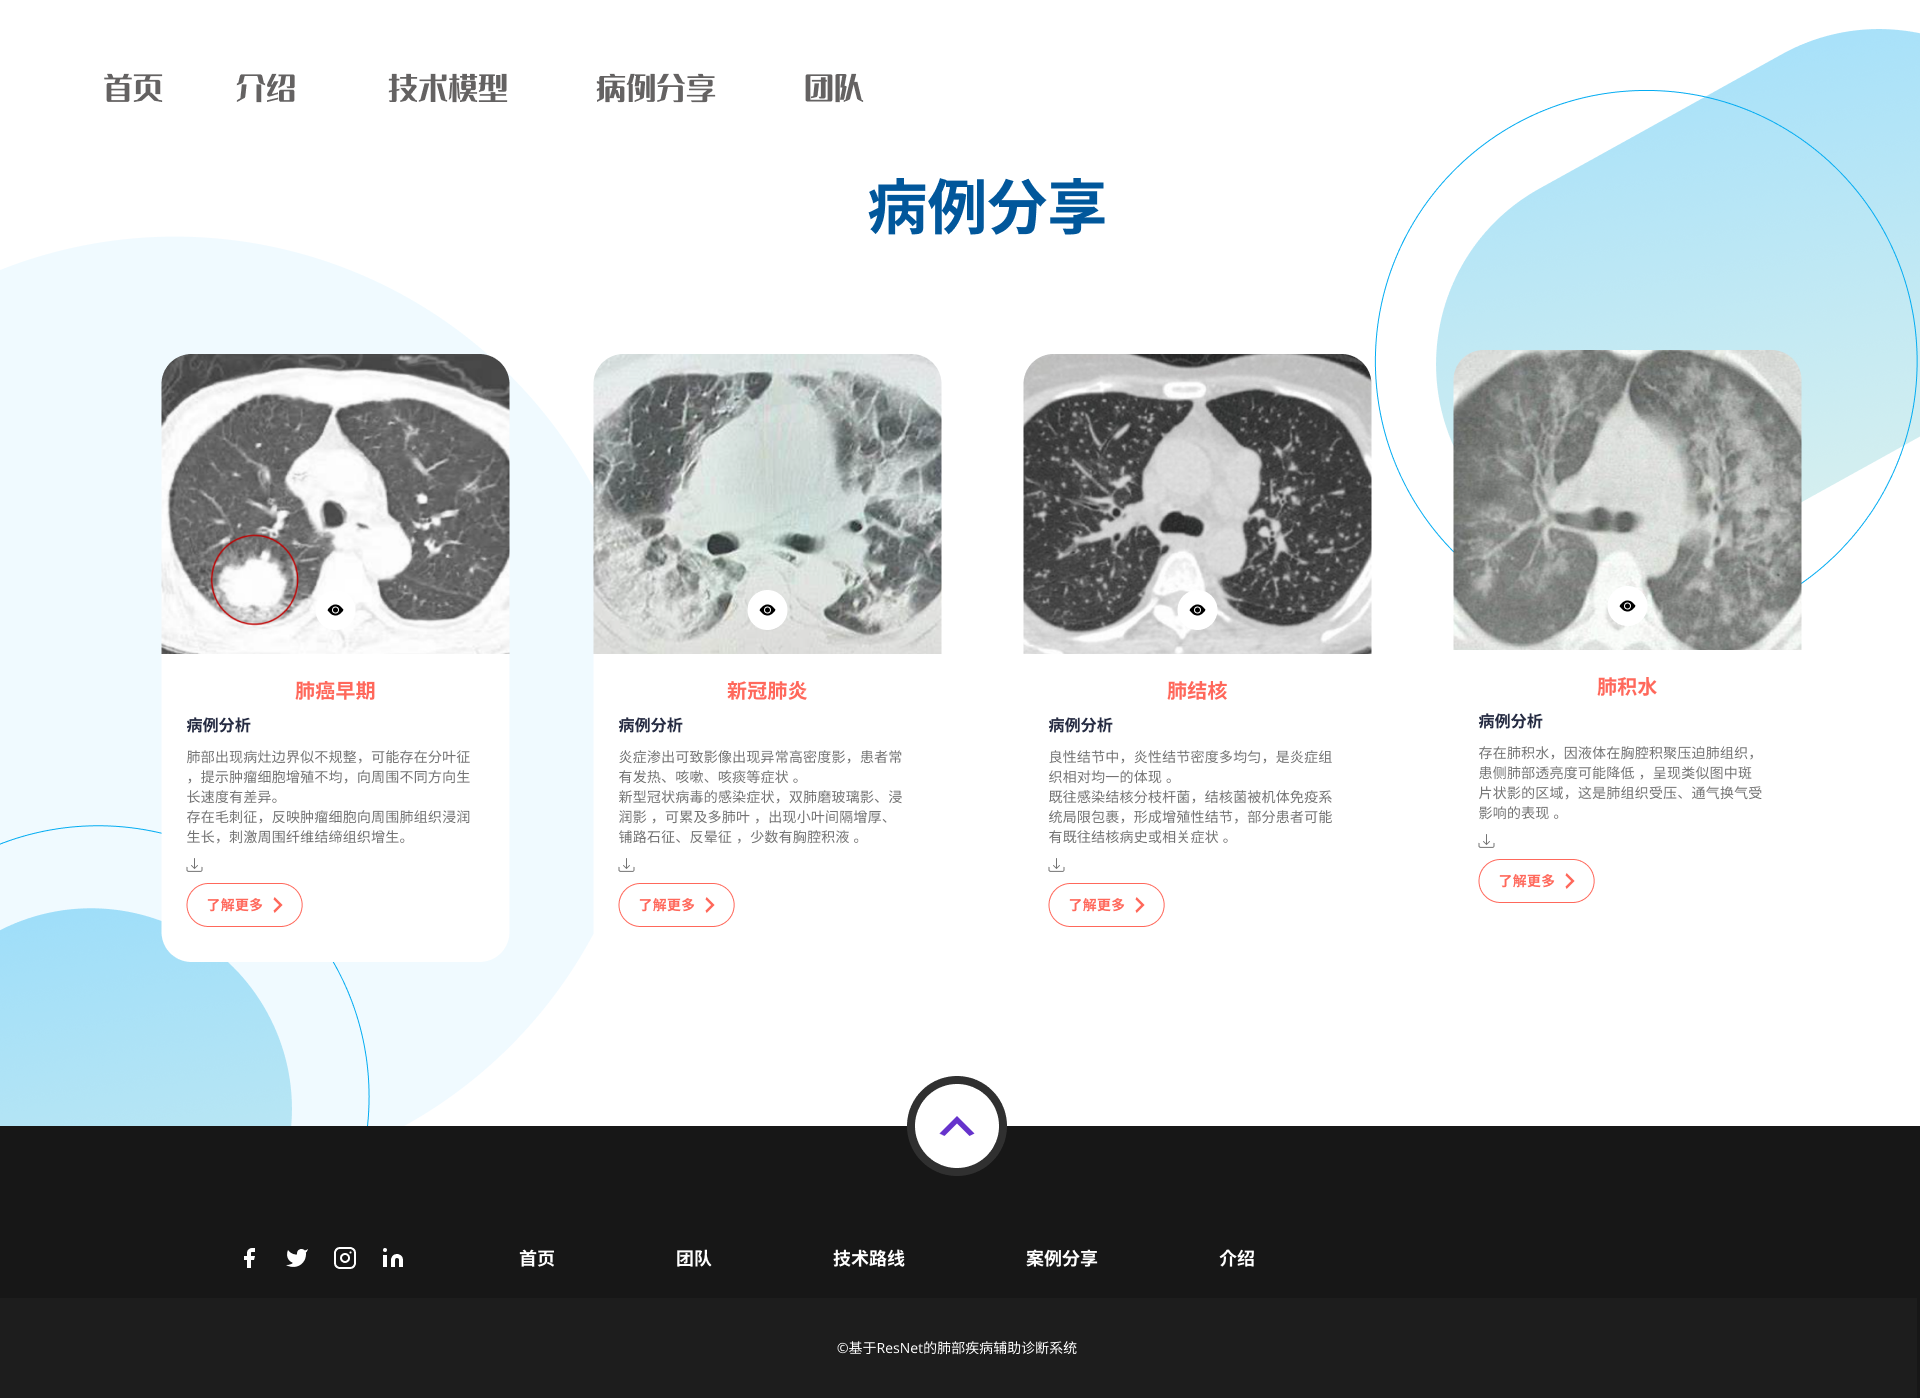 首页
介绍
技术模型
病例分享
团队
病例分享
肺癌早期
病例分析
肺部出现病灶边界似不规整，可能存在分叶征
，提示肿瘤细胞增殖不均，向周围不同方向生
长速度有差异。
存在毛刺征，反映肿瘤细胞向周围肺组织浸润
生长，刺激周围纤维结缔组织增生。
了解更多
新冠肺炎
病例分析
炎症渗出可致影像出现异常高密度影，患者常
有发热、咳嗽、咳痰等症状 。
新型冠状病毒的感染症状，双肺磨玻璃影、浸
润影 ，可累及多肺叶 ，出现小叶间隔增厚、
铺路石征、反晕征 ，少数有胸腔积液 。
了解更多
肺结核
病例分析
良性结节中，炎性结节密度多均匀，是炎症组
织相对均一的体现 。
既往感染结核分枝杆菌，结核菌被机体免疫系
统局限包裹，形成增殖性结节，部分患者可能
有既往结核病史或相关症状 。
了解更多
肺积水
病例分析
存在肺积水，因液体在胸腔积聚压迫肺组织，
患侧肺部透亮度可能降低 ，呈现类似图中斑
片状影的区域，这是肺组织受压、通气换气受
影响的表现 。
了解更多
首页
团队
技术路线
案例分享
介绍
©基于ResNet的肺部疾病辅助诊断系统